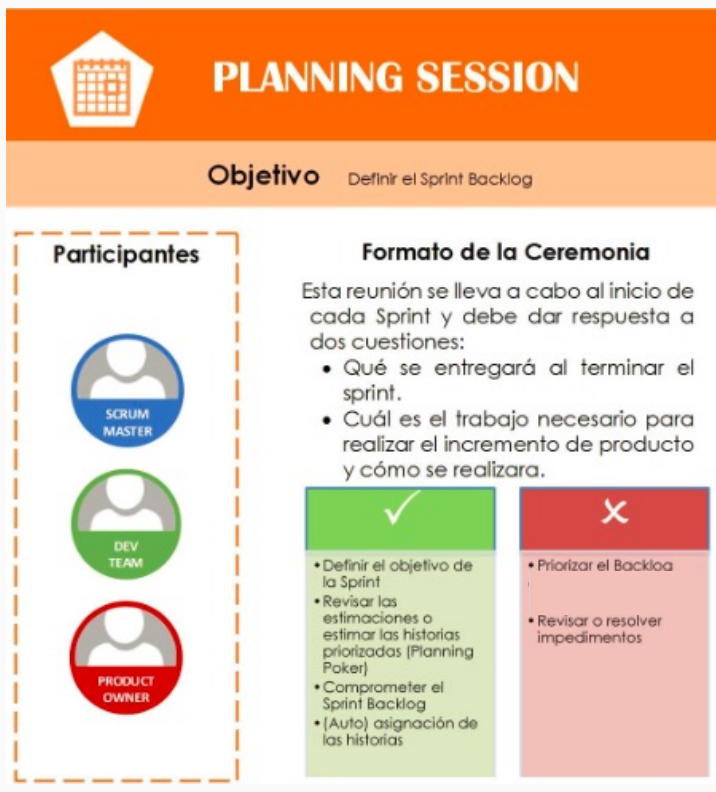 PLANNING SESSION
Objetivo Definir el Sprint Backlog
Participantes
SCRUM
MASTER
DEV
TEAM
PRODUCT
OWNER
Formato de la Ceremonia
Esta reunión se lleva a cabo al inicio de
cada Sprint y debe dar respuesta a
dos cuestiones:
• Qué se entregará al terminar el
sprint.
• Cuál es el trabajo necesario para
realizar el incremento de producto
y cómo se realizara.
• Definir el objetivo de
la Sprint
• Revisar las
estimaciones o
estimar las historias
priorizadas (Planning
Poker)
• Comprometer el
Sprint Backlog
• (Auto) asignación de
las historias
• Priorizar el Backlog
• Revisar o resolver
impedimentos